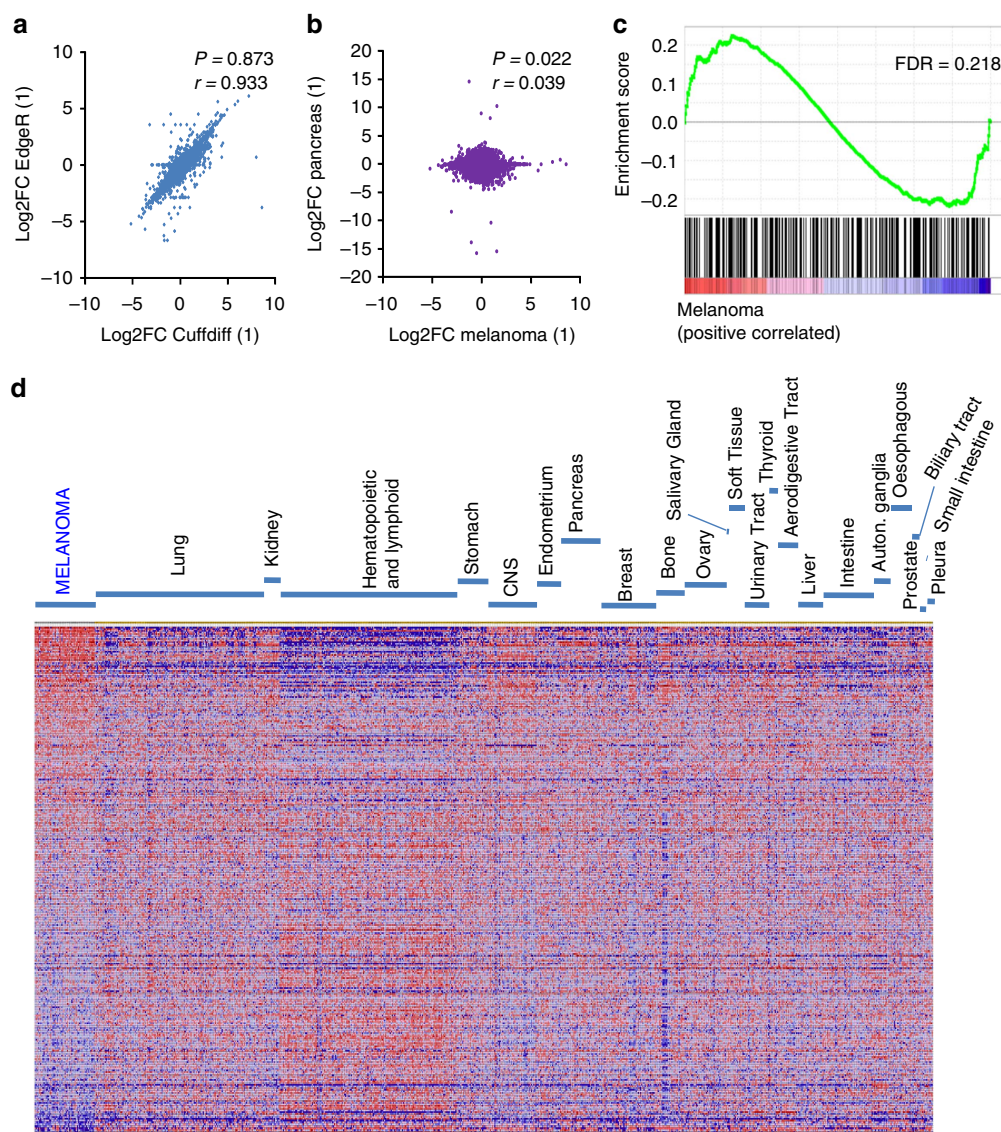 a
10
5
0
−5
−10
−10
−5
0
5
10
P = 0.873
r = 0.933
Log2FC EdgeR (1)
Log2FC Cuffdiff (1)
b
20
15
10
5
0
−5
−10
−15
−20
−10
−5
0
5
10
P = 0.022
r = 0.039
Log2FC pancreas (1)
Log2FC melanoma (1)
c
0.2
0.1
0.0
−0.1
−0.2
FDR = 0.218
Enrichment score
Melanoma
(positive correlated)
d
MELANOMA
Lung
Kidney
Hematopoietic
and lymphoid
Stomach
CNS
Endometrium
Pancreas
Breast
Bone
Salivary Gland
Ovary
Soft Tissue
Urinary Tract
Thyroid
Aerodigestive Tract
Liver
Intestine
Auton. ganglia
Oesophagous
Prostate
Biliary tract
Pleura
Small intestine